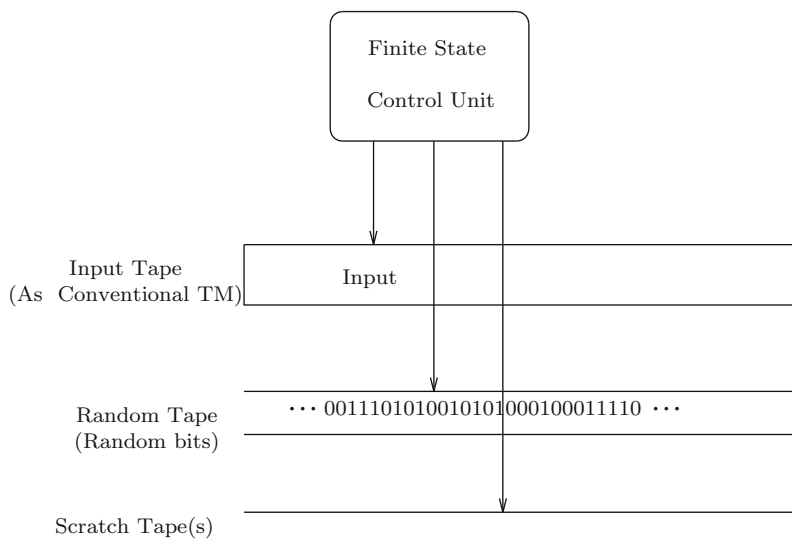 Finite State
Control Unit
Input Tape
(As Conventional TM)
Input
Random Tape
(Random bits)
··· 0011101010010101000100011110 ···
Scratch Tape(s)